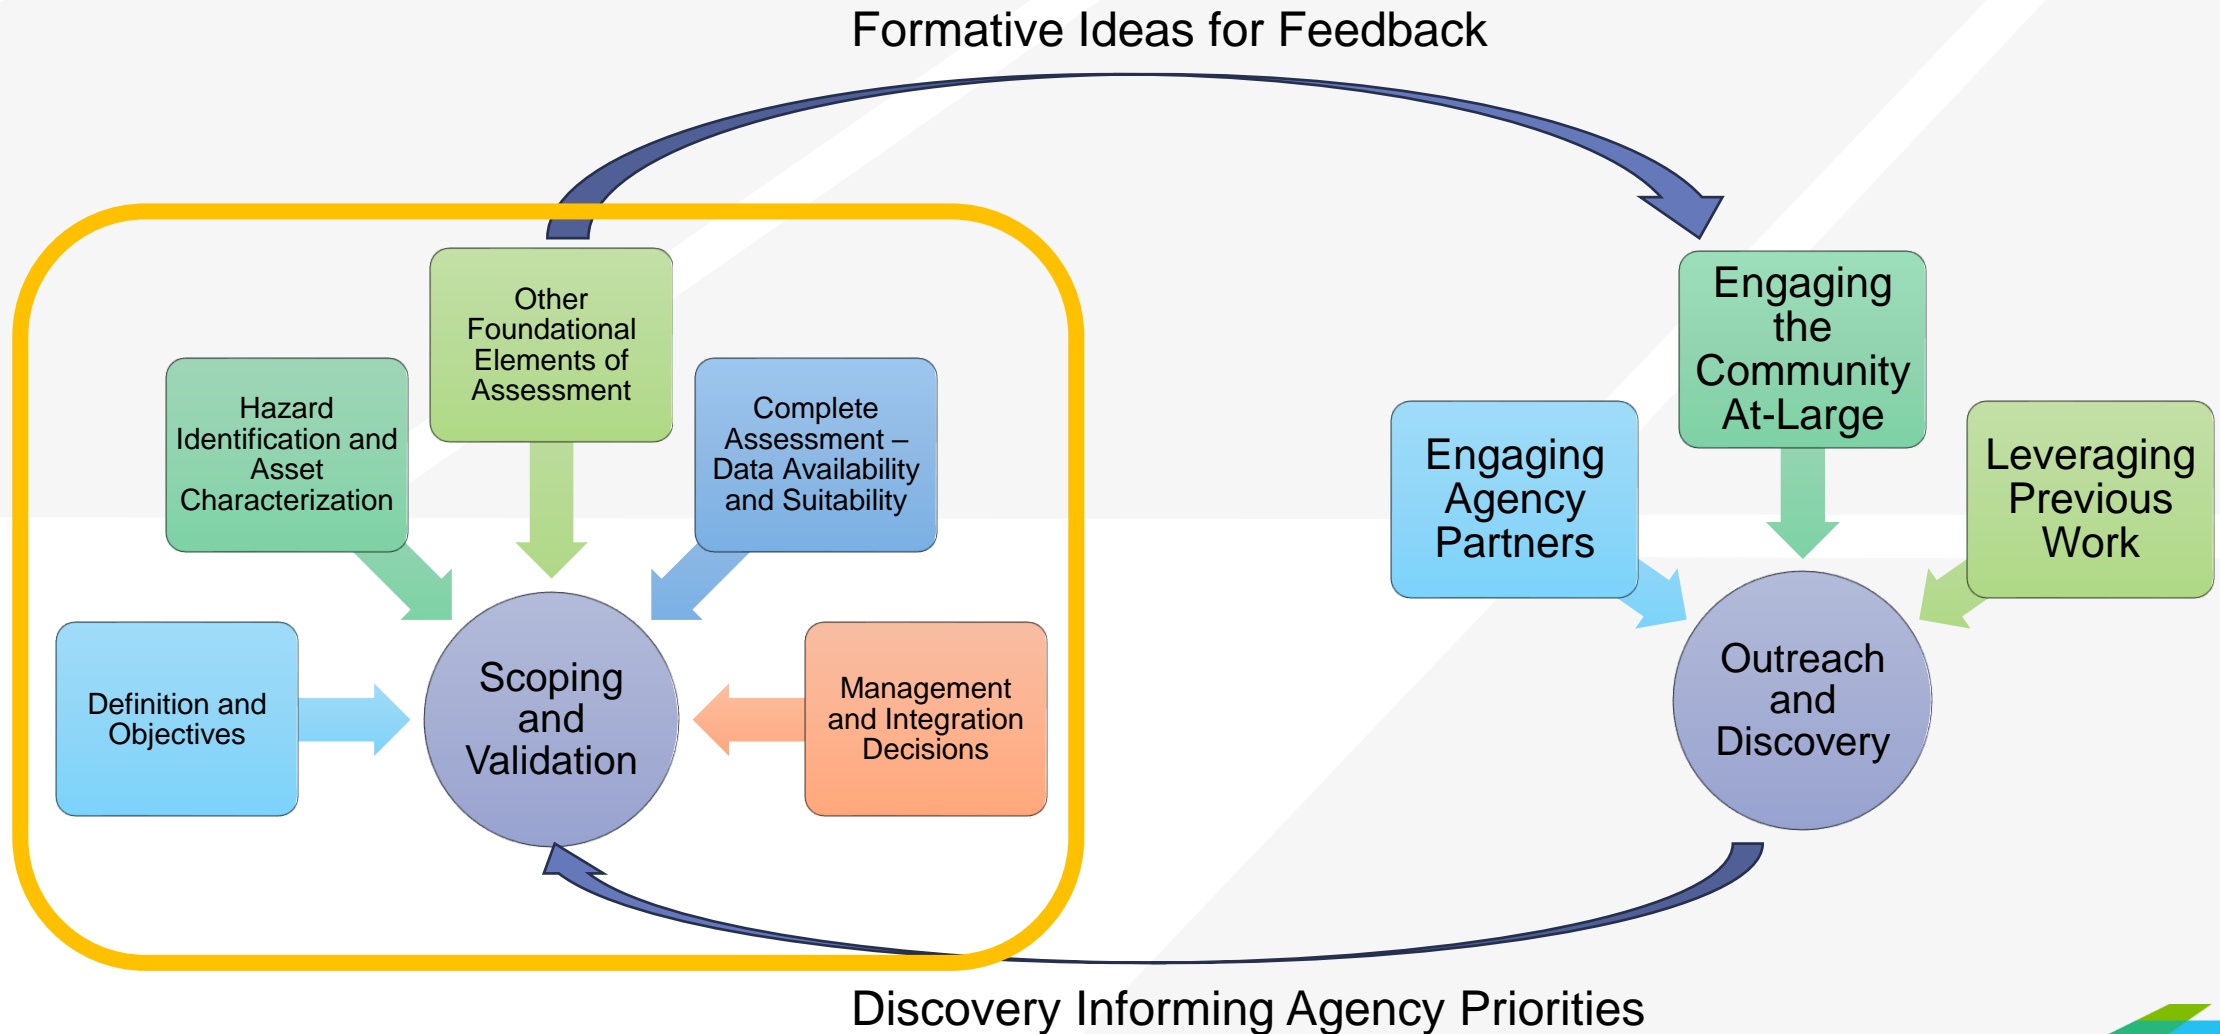 Formative Ideas for Feedback
Other
Foundational
Elements of
Assessment
Hazard
Identification and
Asset
Characterization
Complete
Assessment –
Data Availability
and Suitability
Definition and
Objectives
Scoping
and
Validation
Management
and Integration
Decisions
Engaging
the
Community
At-Large
Engaging
Agency
Partners
Leveraging
Previous
Work
Outreach
and
Discovery
Discovery Informing Agency Priorities